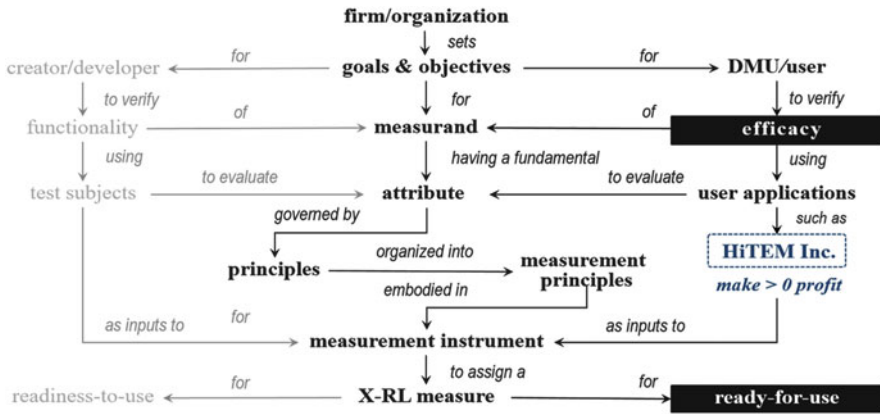 firm/organization
sets
creator/developer for goals & objectives for DMU/user
to verify for to verify
functionality of measurand of efficacy
using having a fundamental using
test subjects to evaluate attribute to evaluate user applications
governed by such as
principles organized into measurement principles HiTEM Inc.
embodied in make > 0 profit
as inputs to for measurement instrument as inputs to
to assign a
readiness-to-use for X-RL measure for ready-for-use